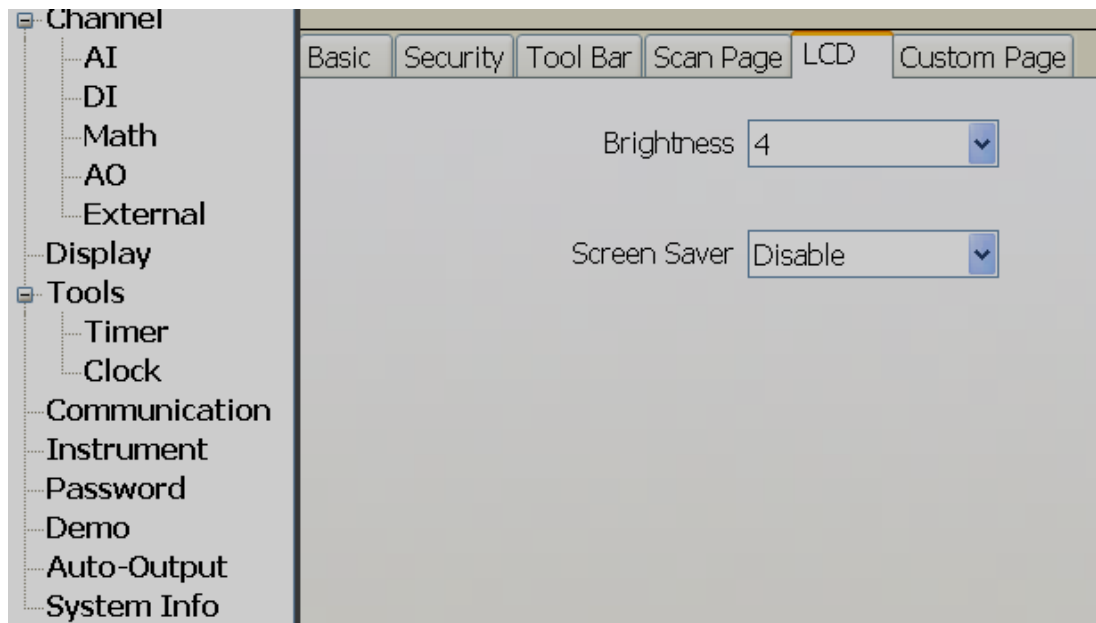 Channel
AI
DI
Math
AO
External
Display
Tools
Timer
Clock
Communication
Instrument
Password
Demo
Auto-Output
System Info
Basic Security Tool Bar Scan Page LCD Custom Page
Brightness 4
Screen Saver Disable